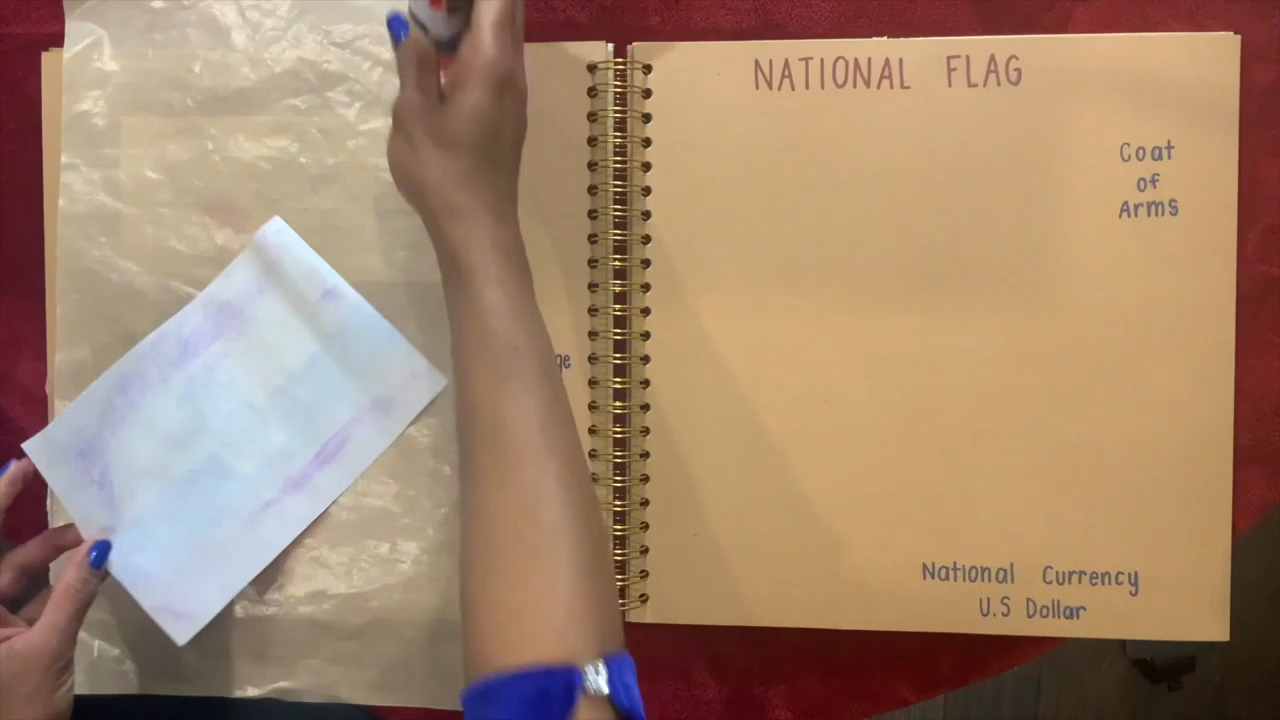 NATIONAL FLAG
Coat
of
Arms
National Currency
U.S Dollar